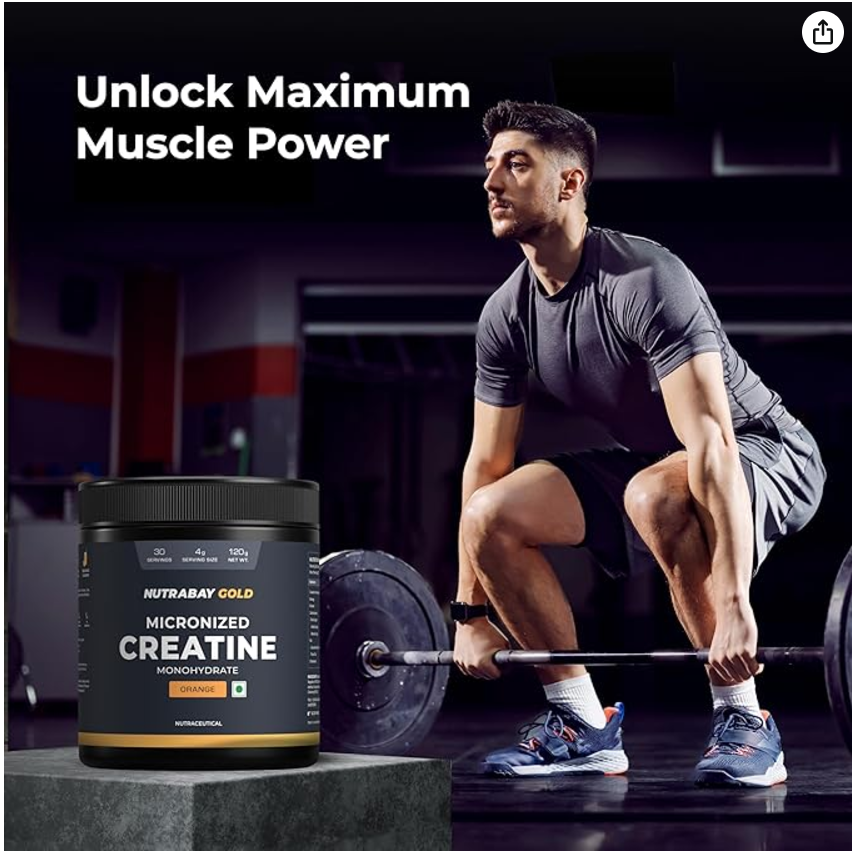 Unlock Maximum
Muscle Power
30 4g 120g
SERVINGS SERVING SIZE NET WT.
NUTRABAY GOLD
MICRONIZED
CREATINE
MONOHYDRATE
ORANGE
NUTRACEUTICAL